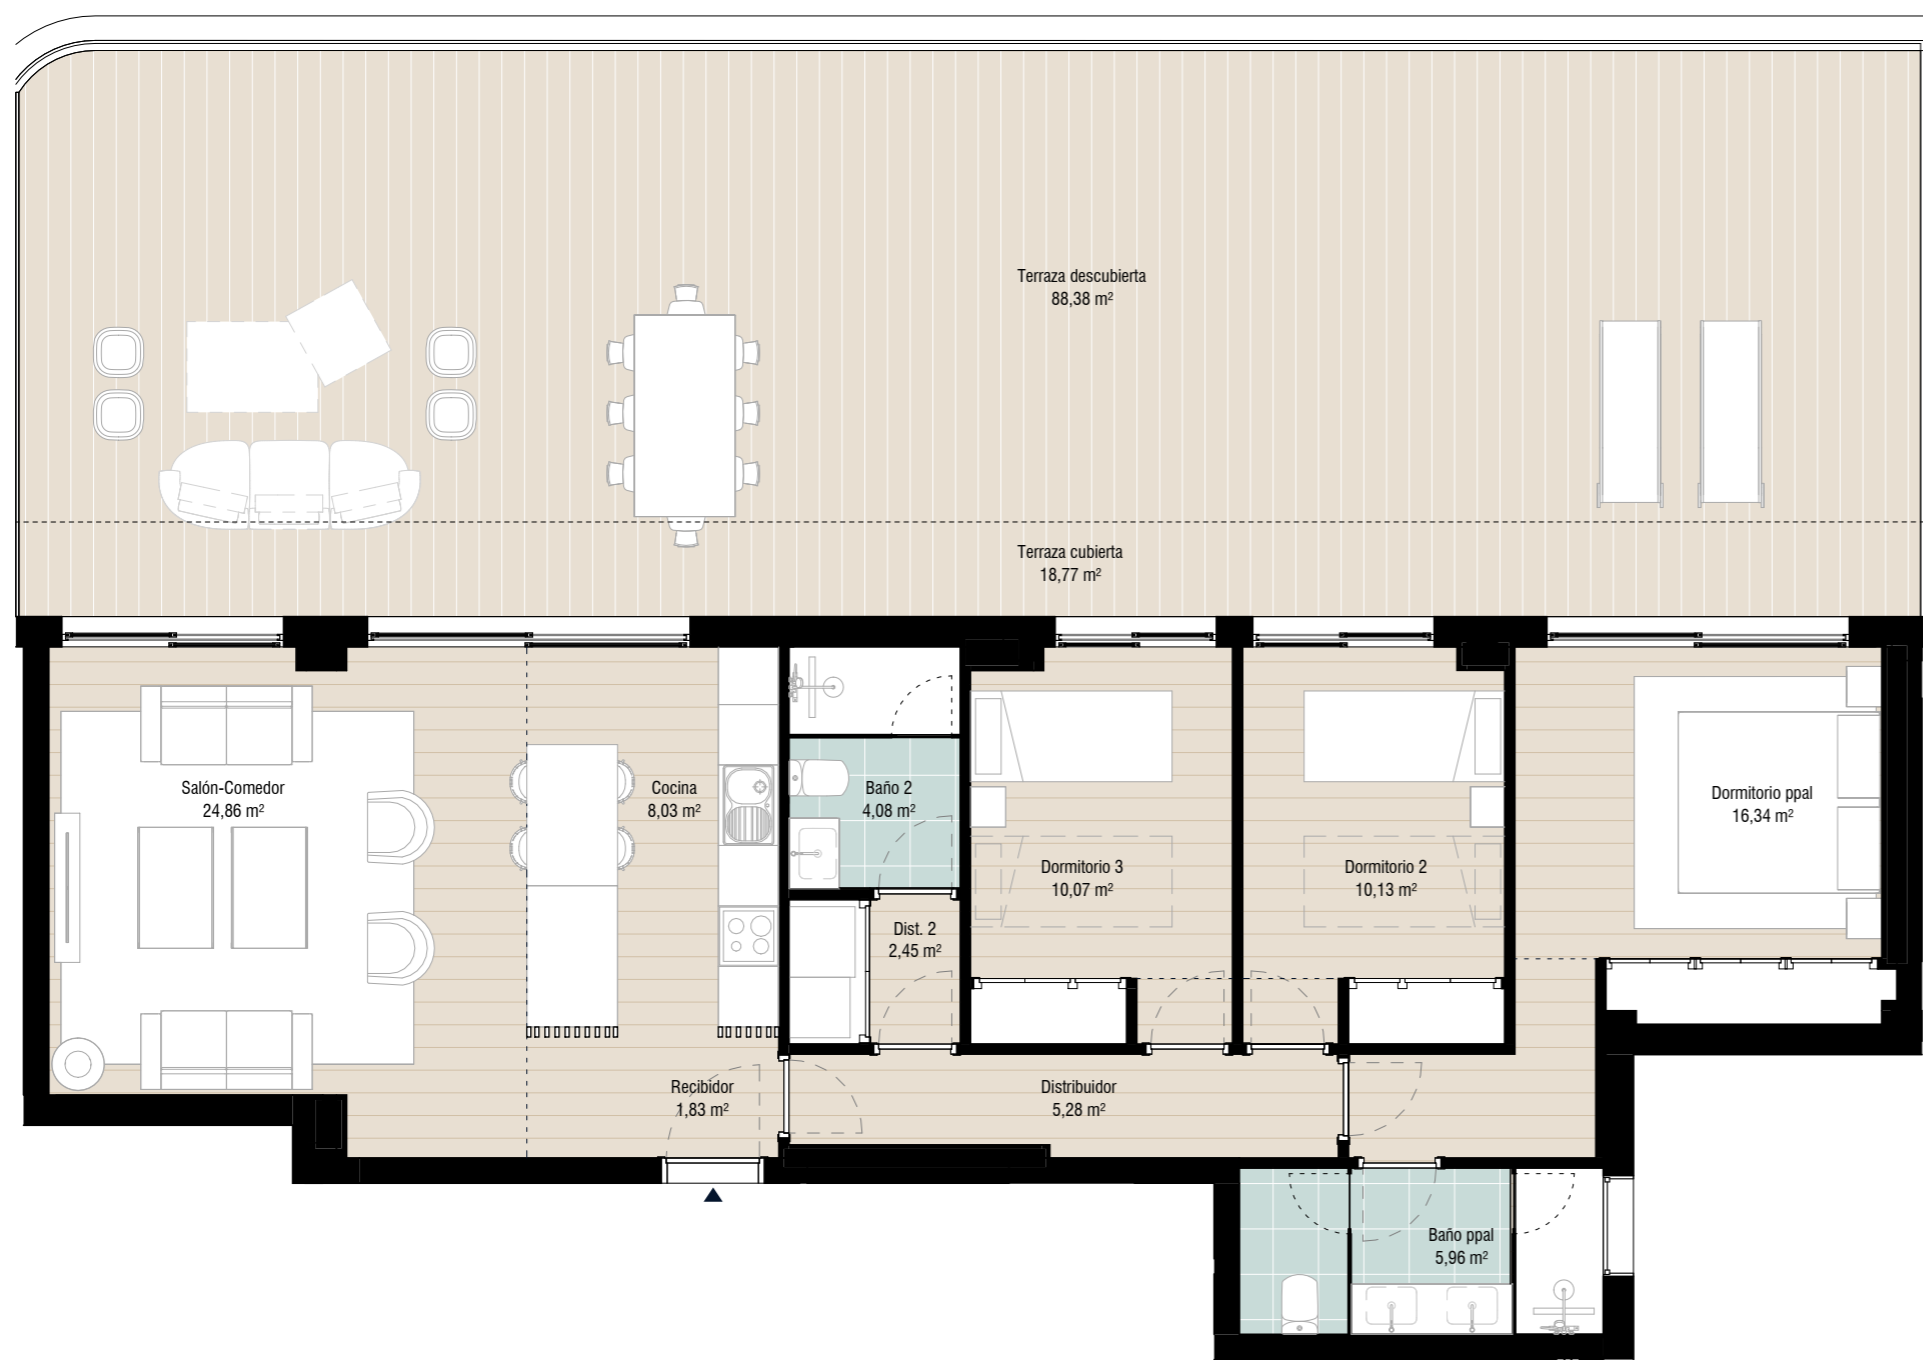 Terraza descubierta
88,38 m²
Terraza cubierta
18,77 m²
Salón-Comedor
24,86 m²
Cocina
8,03 m²
Baño 2
4,08 m²
Dormitorio ppal
16,34 m²
Dormitorio 3
10,07 m²
Dormitorio 2
10,13 m²
Dist. 2
2,45 m²
Recibidor
1,83 m²
Distribuidor
5,28 m²
Baño ppal
5,96 m²